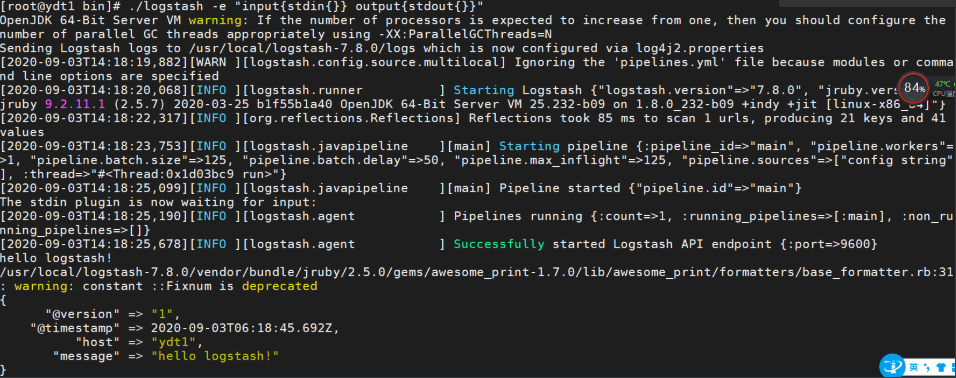 [root@ydt1 bin]# ./logstash -e "input{stdin{}} output{stdout{}}"
OpenJDK 64-Bit Server VM warning: If the number of processors is expected to increase from one, then you should configure the
number of parallel GC threads appropriately using -XX:ParallelGCThreads=N
Sending Logstash logs to /usr/local/logstash-7.8.0/logs which is now configured via log4j2.properties
[2020-09-03T14:18:19,882][WARN ][logstash.config.source.multilocal] Ignoring the 'pipelines.yml' file because modules or comma
nd line options are specified
[2020-09-03T14:18:20,068][INFO ][logstash.runner          ] Starting Logstash {"logstash.version"=>"7.8.0", "jruby.vers
jruby 9.2.11.1 (2.5.7) 2020-03-25 b1f55b1a40 OpenJDK 64-Bit Server VM 25.232-b09 on 1.8.0_232-b09 +indy +jit [linux-x86_64]"}
84%
47℃
CPU
[2020-09-03T14:18:22,317][INFO ][org.reflections.Reflections] Reflections took 85 ms to scan 1 urls, producing 21 keys and 41
values
[2020-09-03T14:18:23,753][INFO ][logstash.javapipeline    ][main] Starting pipeline {:pipeline_id=>"main", "pipeline.workers"=
>1, "pipeline.batch.size"=>125, "pipeline.batch.delay"=>50, "pipeline.max_inflight"=>125, "pipeline.sources"=>["config string"
], :thread=>"#<Thread:0x1d03bc9 run>"}
[2020-09-03T14:18:25,099][INFO ][logstash.javapipeline    ][main] Pipeline started {"pipeline.id"=>"main"}
The stdin plugin is now waiting for input:
[2020-09-03T14:18:25,190][INFO ][logstash.agent           ] Pipelines running {:count=>1, :running_pipelines=>[:main], :non_ru
nning_pipelines=>[]}
[2020-09-03T14:18:25,678][INFO ][logstash.agent           ] Successfully started Logstash API endpoint {:port=>9600}
hello logstash!
/usr/local/logstash-7.8.0/vendor/bundle/jruby/2.5.0/gems/awesome_print-1.7.0/lib/awesome_print/formatters/base_formatter.rb:31
: warning: constant ::Fixnum is deprecated
{
"@version" => "1",
"@timestamp" => 2020-09-03T06:18:45.692Z,
"host" => "ydt1",
"message" => "hello logstash!"
}
英